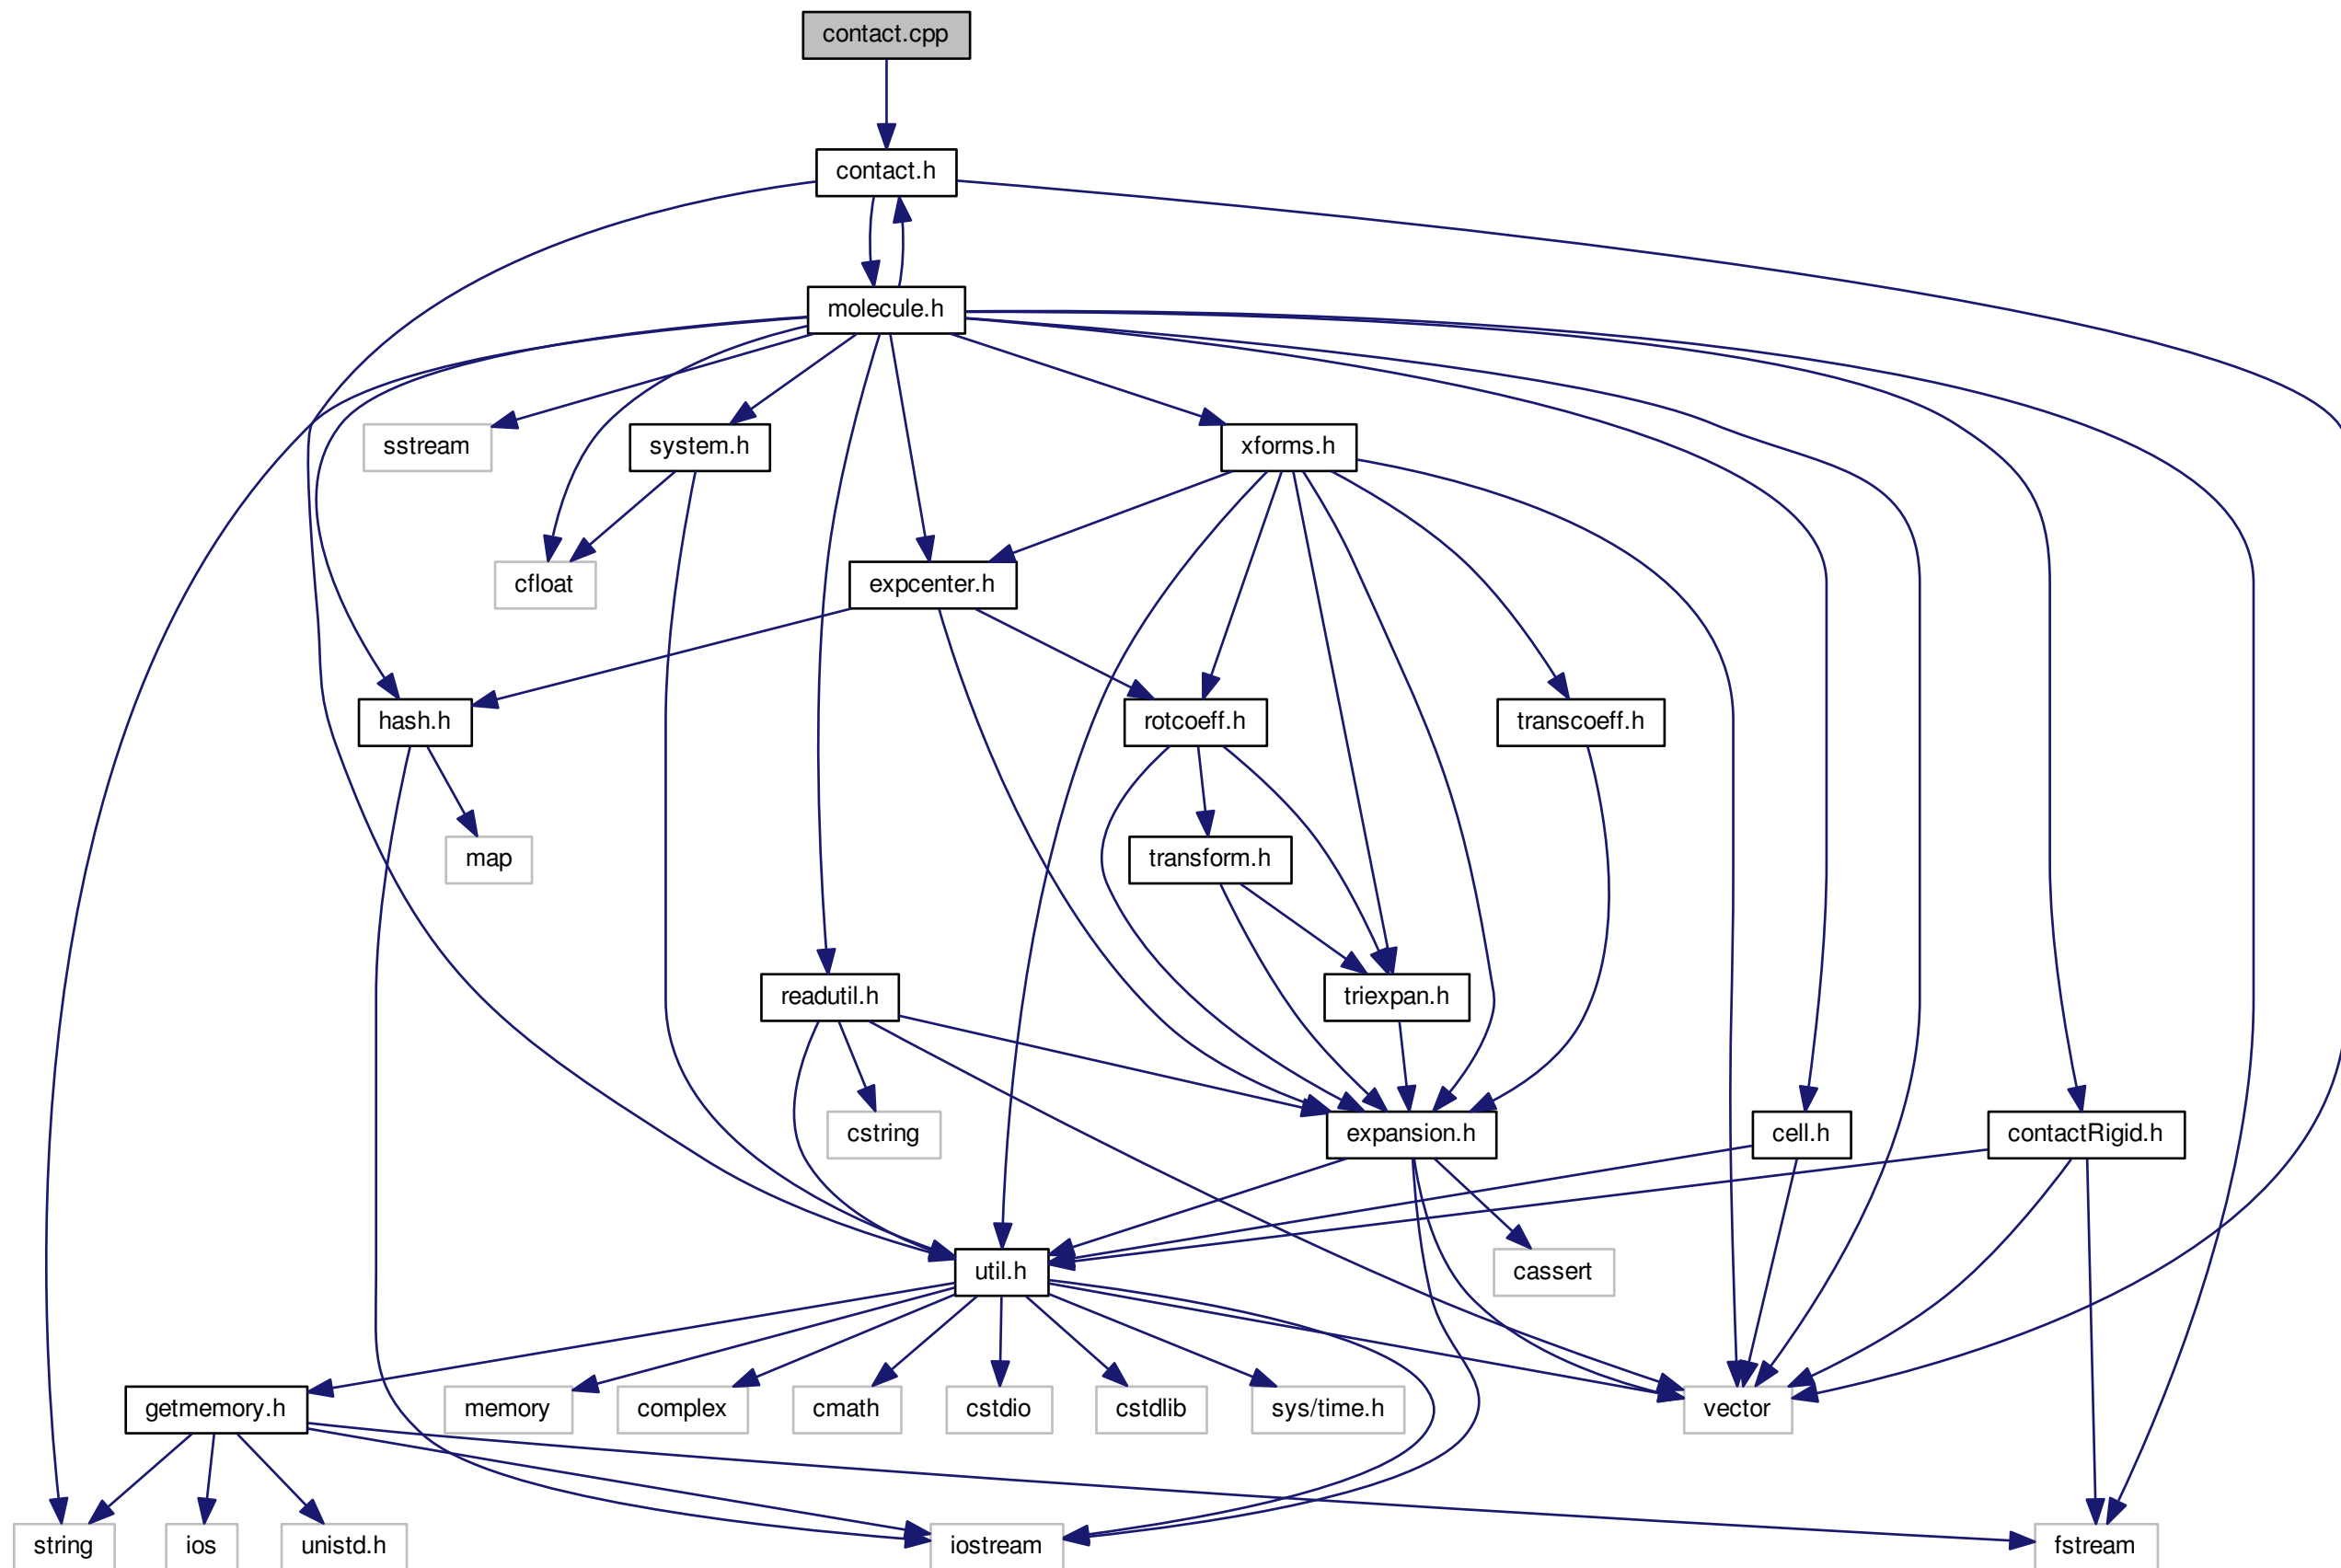 contact.cpp
contact.h
molecule.h
sstream
system.h
xforms.h
cfloat
expcenter.h
hash.h
rotcoeff.h
transcoeff.h
map
transform.h
readutil.h
triexpan.h
cstring
expansion.h
cell.h
contactRigid.h
util.h
cassert
getmemory.h
memory
complex
cmath
cstdio
cstdlib
sys/time.h
vector
string
ios
unistd.h
iostream
fstream